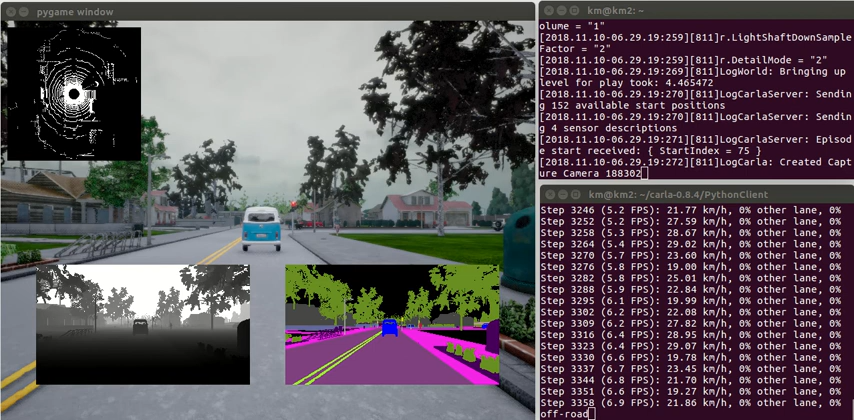 pygame window
km@km2: ~
olume = "1"
[2018.11.10-06.29.19:259][811]r.LightShaftDownSample
Factor = "2"
[2018.11.10-06.29.19:259][811]r.DetailMode = "2"
[2018.11.10-06.29.19:269][811]LogWorld: Bringing up
level for play took: 4.465472
[2018.11.10-06.29.19:270][811]LogCarlaServer: Sendin
g 152 available start positions
[2018.11.10-06.29.19:270][811]LogCarlaServer: Sendin
g 4 sensor descriptions
[2018.11.10-06.29.19:271][811]LogCarlaServer: Episod
e start received: { StartIndex = 75 }
[2018.11.10-06.29.19:272][811]LogCarla: Created Capt
ure Camera 188302
km@km2: ~/carla-0.8.4/PythonClient
Step 3246 (5.2 FPS): 21.77 km/h, 0% other lane, 0%
Step 3252 (5.2 FPS): 27.59 km/h, 0% other lane, 0%
Step 3258 (5.3 FPS): 28.67 km/h, 0% other lane, 0%
Step 3264 (5.4 FPS): 29.02 km/h, 0% other lane, 0%
Step 3270 (5.7 FPS): 23.60 km/h, 0% other lane, 0%
Step 3276 (5.8 FPS): 19.00 km/h, 0% other lane, 0%
Step 3282 (5.8 FPS): 25.01 km/h, 0% other lane, 0%
Step 3288 (5.9 FPS): 22.84 km/h, 0% other lane, 0%
Step 3295 (6.1 FPS): 19.99 km/h, 0% other lane, 0%
Step 3302 (6.2 FPS): 22.08 km/h, 0% other lane, 0%
Step 3309 (6.2 FPS): 27.82 km/h, 0% other lane, 0%
Step 3316 (6.4 FPS): 28.95 km/h, 0% other lane, 0%
Step 3323 (6.4 FPS): 29.07 km/h, 0% other lane, 0%
Step 3330 (6.6 FPS): 19.78 km/h, 0% other lane, 0%
Step 3337 (6.7 FPS): 23.45 km/h, 0% other lane, 0%
Step 3344 (6.8 FPS): 21.70 km/h, 0% other lane, 0%
Step 3351 (6.6 FPS): 19.27 km/h, 0% other lane, 0%
Step 3358 (6.9 FPS): 21.86 km/h, 0% other lane, 0%
off-road